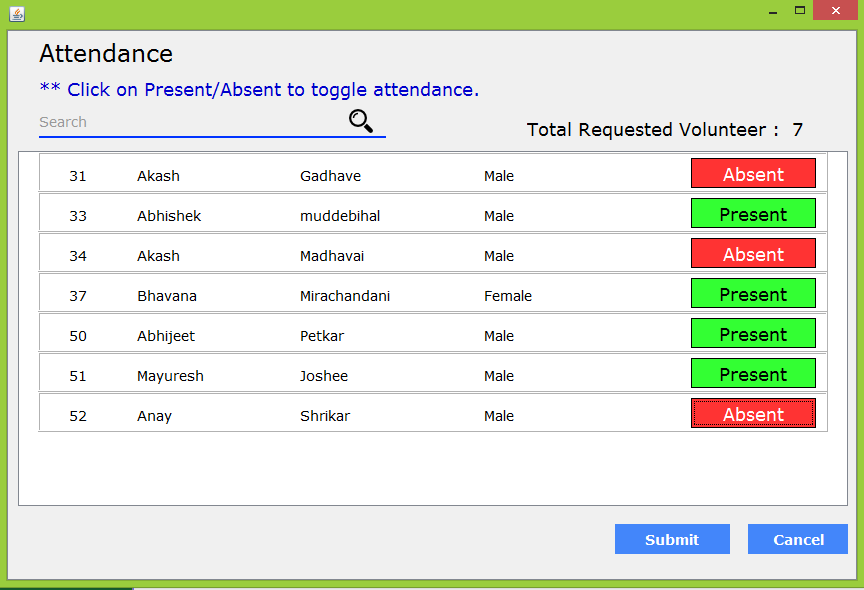 Attendance
** Click on Present/Absent to toggle attendance.
Search
Total Requested Volunteer : 7
31 Akash Gadhave Male Absent
33 Abhishek muddebihal Male Present
34 Akash Madhavai Male Absent
37 Bhavana Mirachandani Female Present
50 Abhijeet Petkar Male Present
51 Mayuresh Joshee Male Present
52 Anay Shrikar Male Absent
Submit Cancel